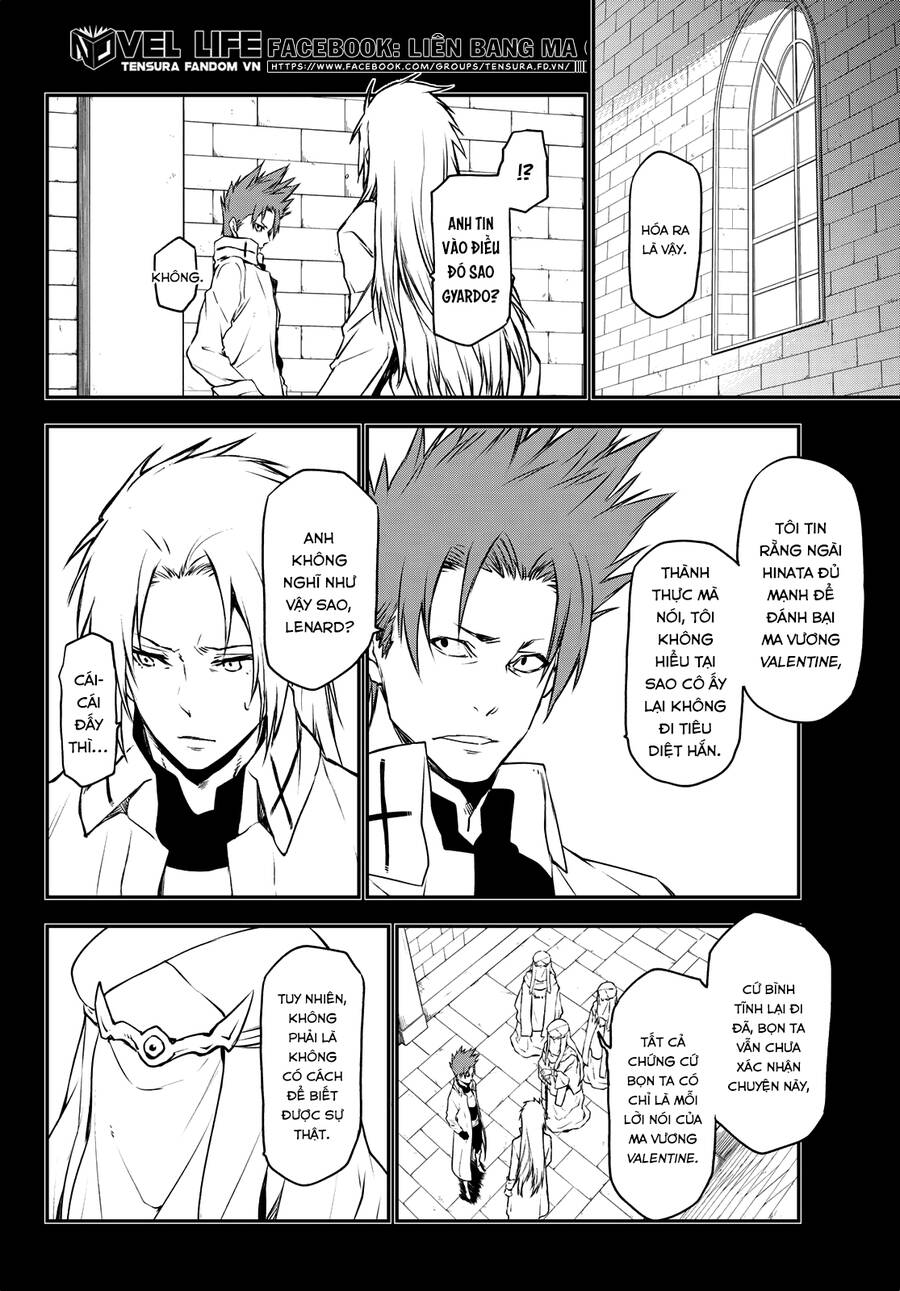 NOVEL LIFE
TENSURA FANDOM VN
FACEBOOK: LIÊN BANG MA
HTTPS://WWW.FACEBOOK.COM/GROUPS/TENSURA.FD.VN/
HÓA RA
LÀ VẬY.
!?
ANH TIN
VÀO ĐIỀU
ĐÓ SAO
GYARDO?
KHÔNG.
TÔI TIN
RẰNG NGÀI
HINATA ĐỦ
MẠNH ĐỂ
ĐÁNH BẠI
MA VƯƠNG
VALENTINE,
THÀNH
THỰC MÀ
NÓI, TÔI
KHÔNG
HIỂU TẠI
SAO CÔ ẤY
LẠI KHÔNG
ĐI TIÊU
DIỆT HẮN.
ANH
KHÔNG
NGHĨ NHƯ
VẬY SAO,
LENARD?
CÁI-
CÁI
ĐẤY
THÌ...
CỨ BÌNH
TĨNH LẠI ĐI
ĐÃ, BỌN TA
VẪN CHƯA
XÁC NHẬN
CHUYỆN NÀY,
TẤT CẢ
CHỨNG CỨ
BỌN TA CÓ
CHỈ LÀ MỖI
LỜI NÓI CỦA
MA VƯƠNG
VALENTINE.
TUY NHIÊN,
KHÔNG
PHẢI LÀ
KHÔNG
CÓ CÁCH
ĐỂ BIẾT
ĐƯỢC SỰ
THẬT.